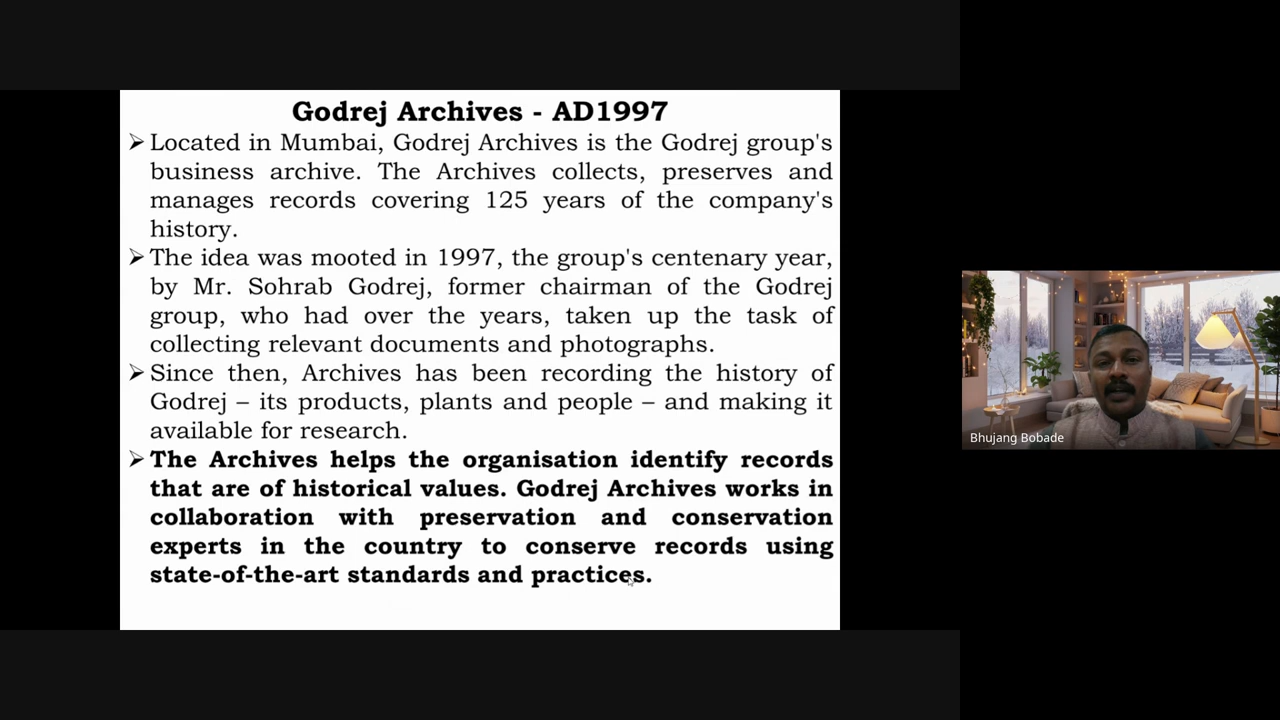 Godrej Archives - AD1997
➢ Located in Mumbai, Godrej Archives is the Godrej group's
business archive. The Archives collects, preserves and
manages records covering 125 years of the company's
history.
➢ The idea was mooted in 1997, the group's centenary year,
by Mr. Sohrab Godrej, former chairman of the Godrej
group, who had over the years, taken up the task of
collecting relevant documents and photographs.
➢ Since then, Archives has been recording the history of
Godrej – its products, plants and people – and making it
available for research.
➢ The Archives helps the organisation identify records
that are of historical values. Godrej Archives works in
collaboration with preservation and conservation
experts in the country to conserve records using
state-of-the-art standards and practices.
Bhujang Bobade